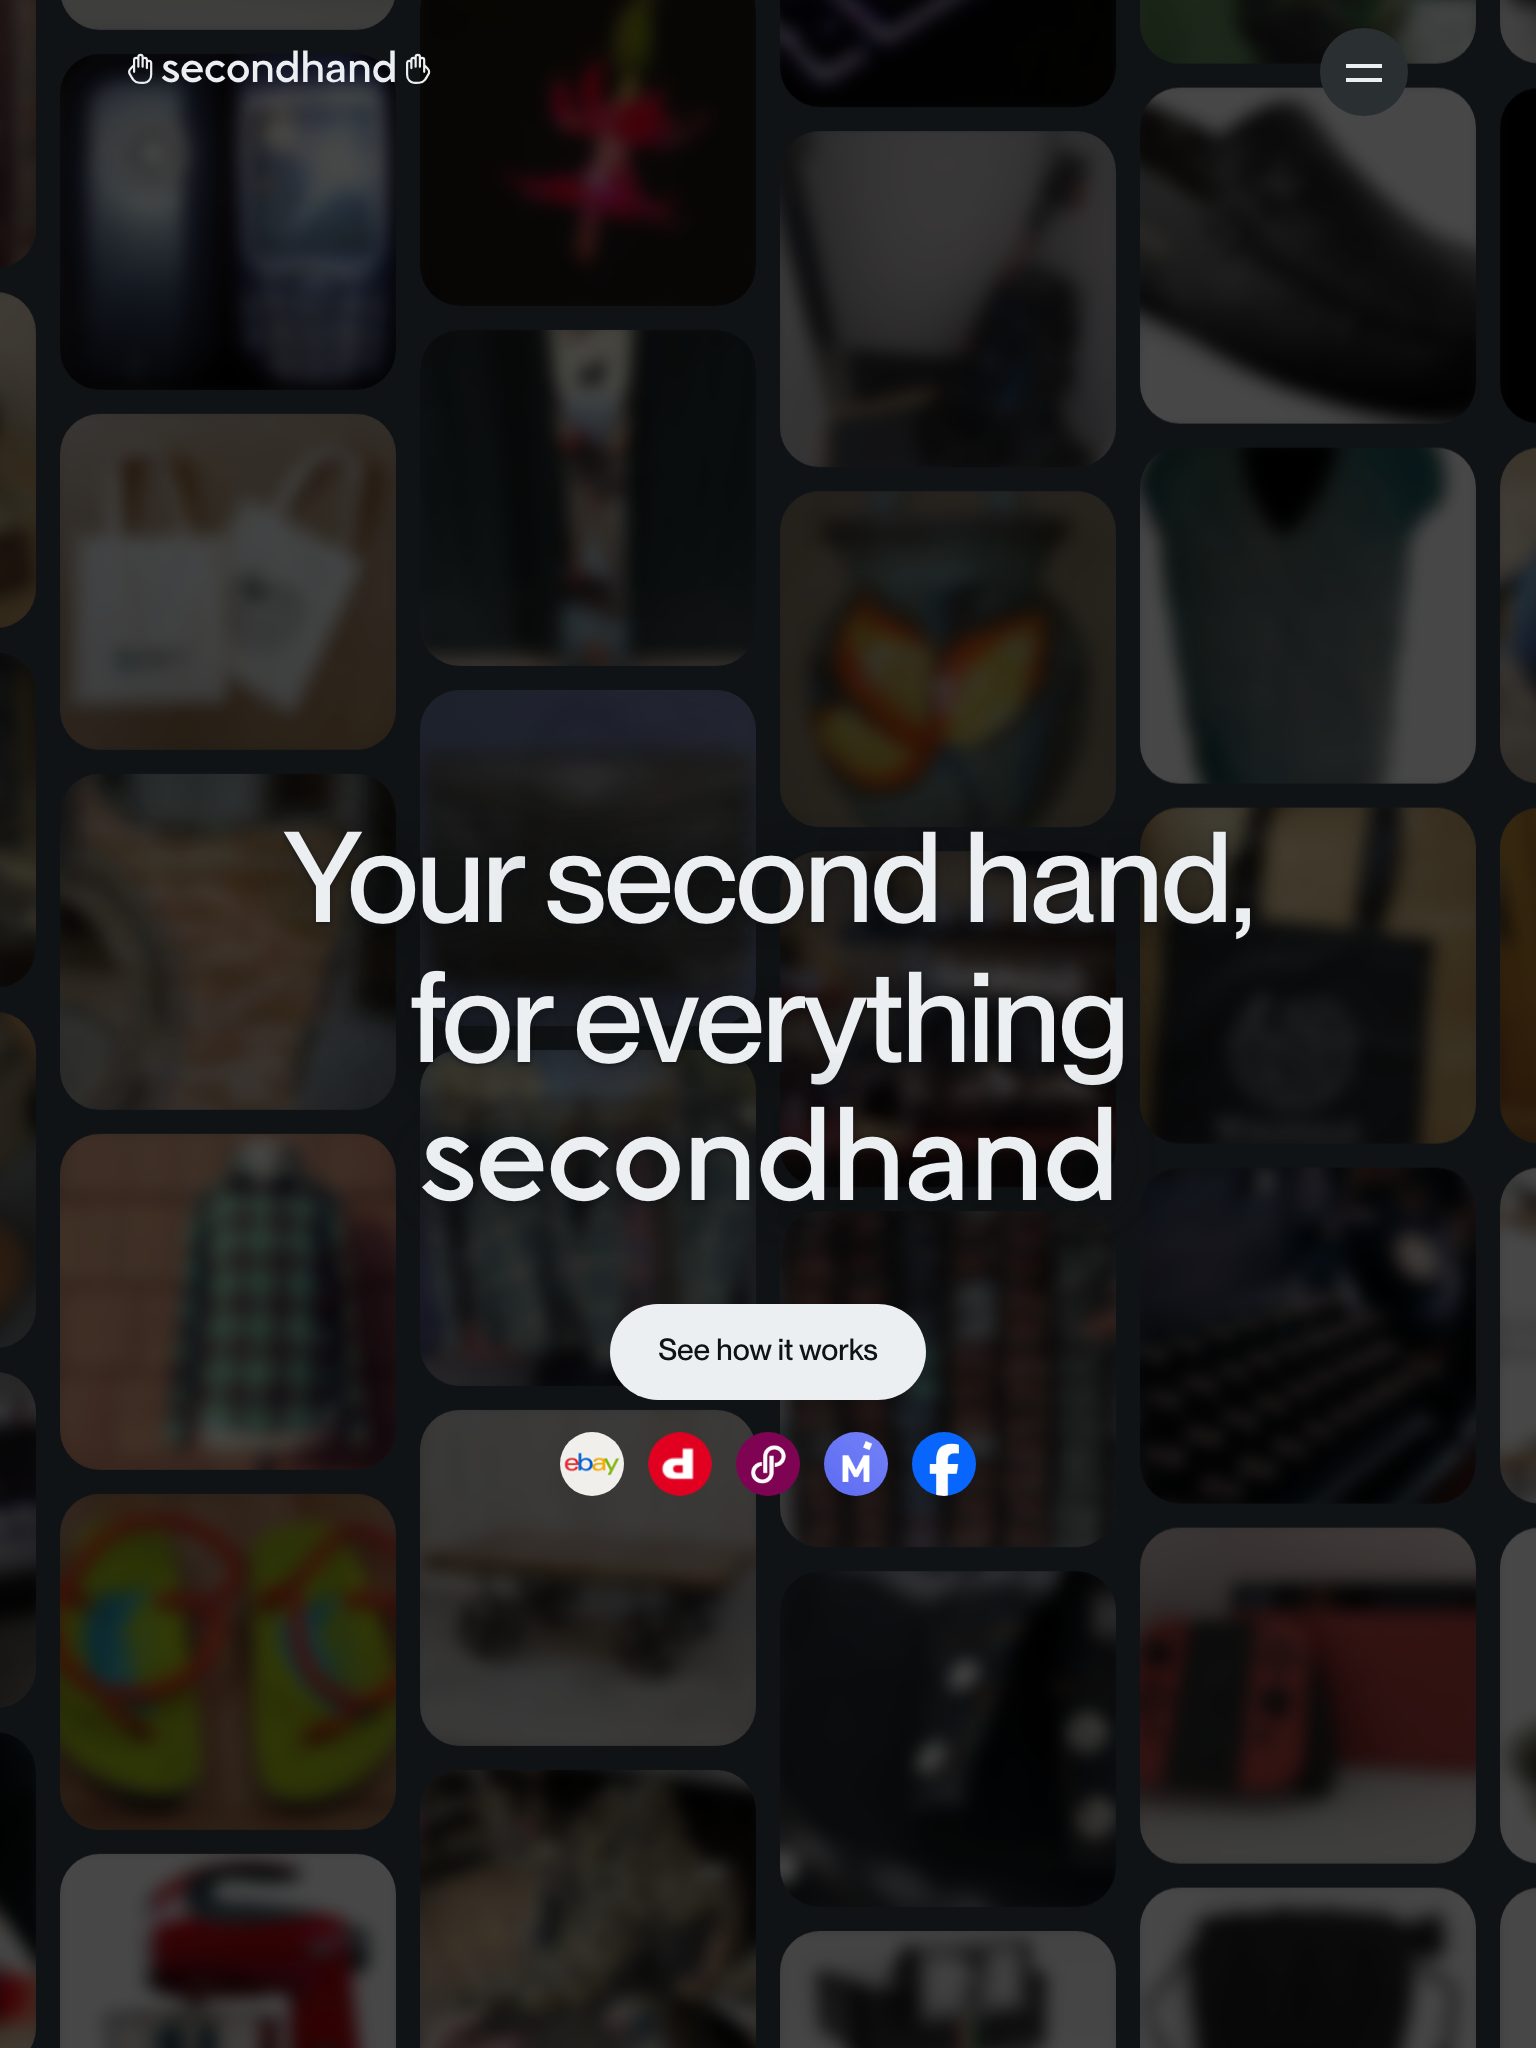 secondhand
Your second hand,
for everything
secondhand
See how it works
ebay